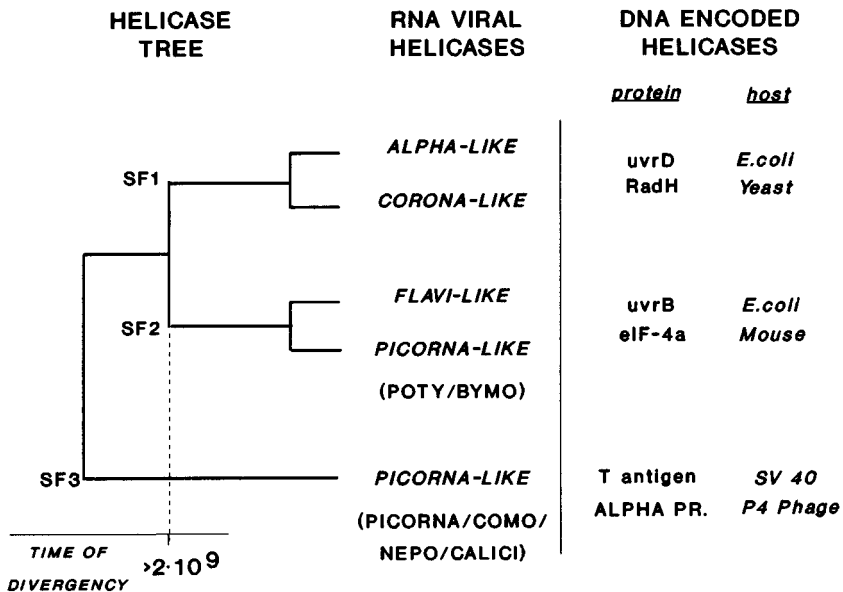 HELICASE TREE
RNA VIRAL HELICASES
DNA ENCODED HELICASES
protein host
SF1
ALPHA-LIKE
uvrD E.coli
CORONA-LIKE
RadH Yeast
SF2
FLAVI-LIKE
uvrB E.coli
PICORNA-LIKE
eIF-4a Mouse
(POTY/BYMO)
SF3
PICORNA-LIKE
T antigen SV 40
(PICORNA/COMO/
NEPO/CALICI)
ALPHA PR. P4 Phage
TIME OF
DIVERGENCY
>2·10⁹